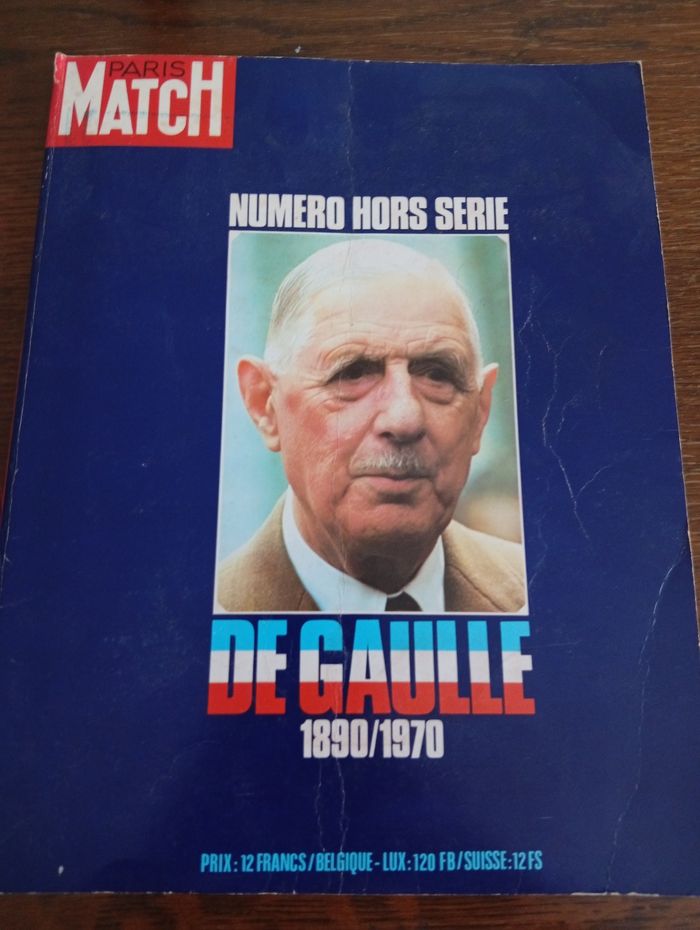 PARIS
MATCH
NUMERO HORS SERIE
DE GAULLE
1890/1970
PRIX : 12 FRANCS / BELGIQUE - LUX : 120 FB / SUISSE : 12 FS